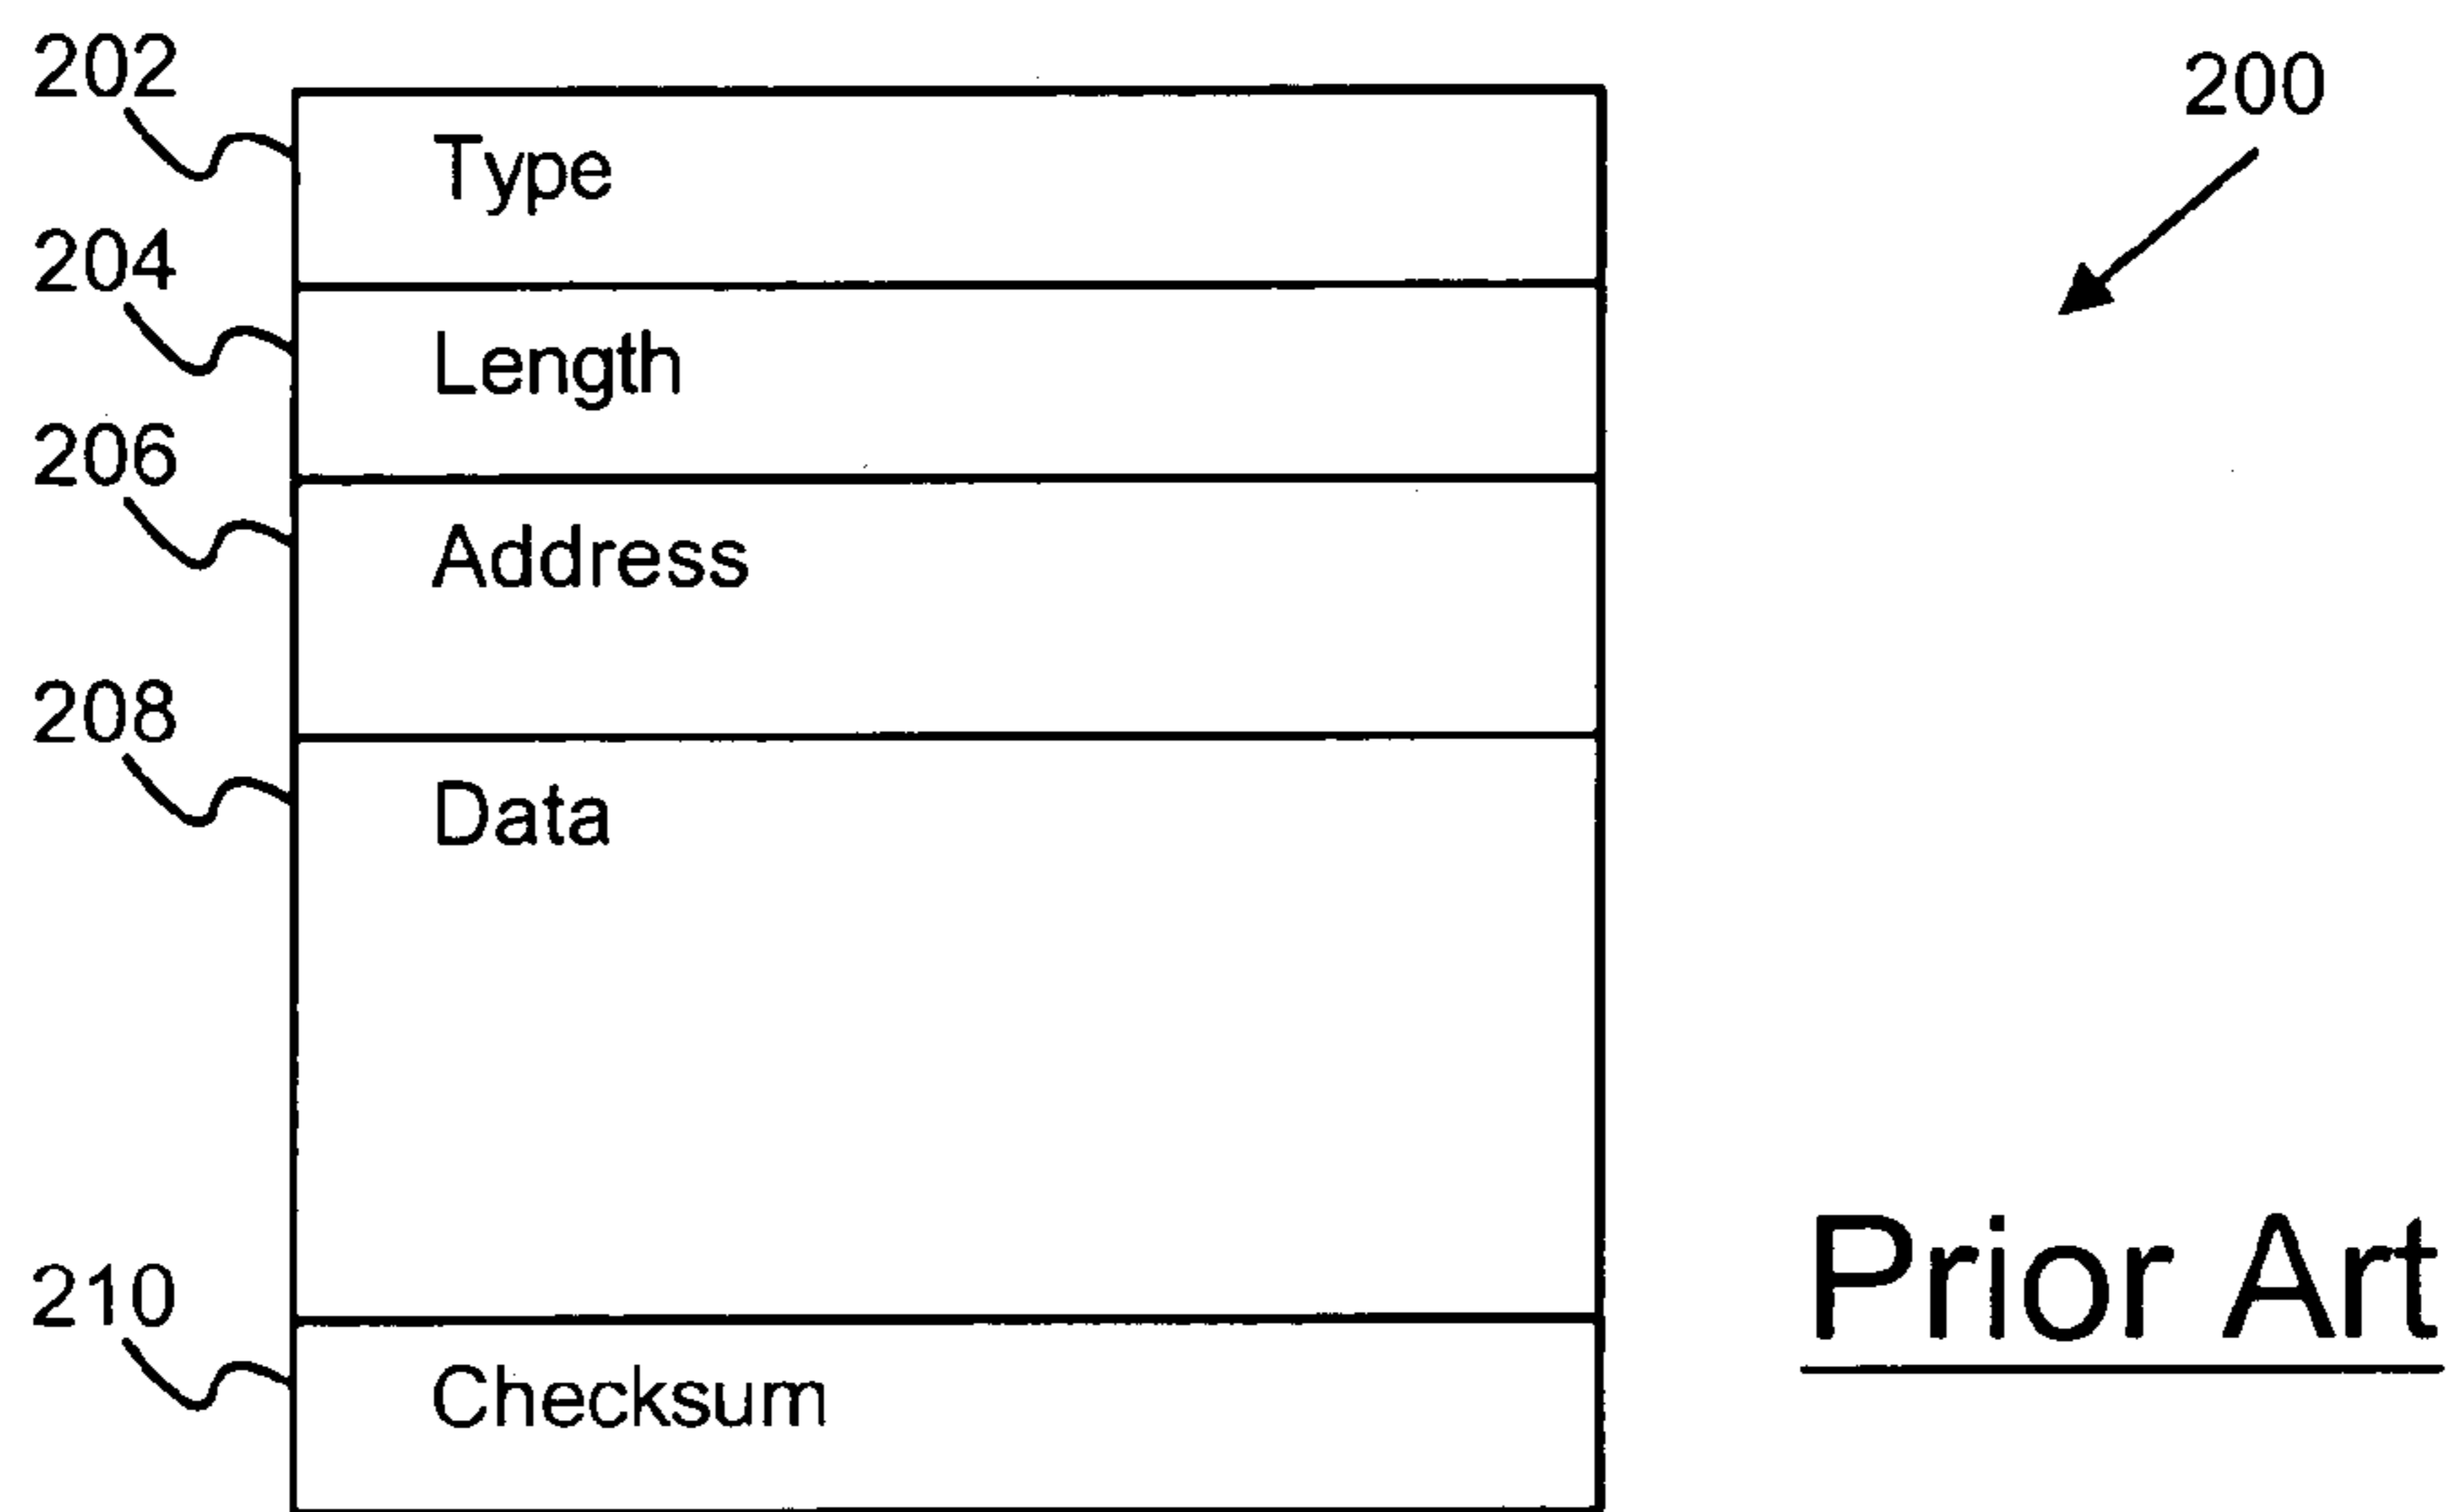 202
200
Type
204
Length
206
Address
208
Data
210
Checksum
Prior Art